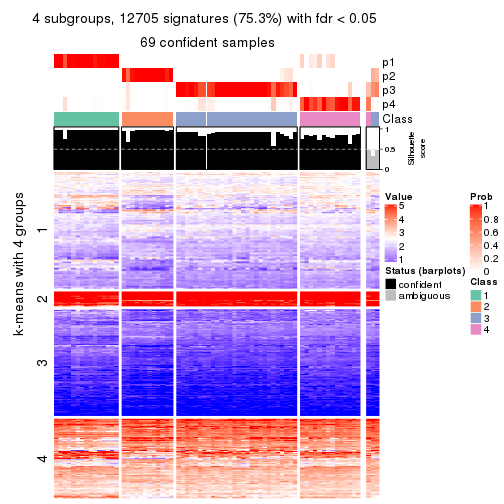 4 subgroups, 12705 signatures (75.3%) with fdr < 0.05
69 confident samples
p1
p2
p3
p4
Class
1
0.5
0
Silhouette
score
k-means with 4 groups
1
2
3
4
Value
5
4
3
2
1
Status (barplots)
confident
ambiguous
Prob
1
0.8
0.6
0.4
0.2
0
Class
1
2
3
4